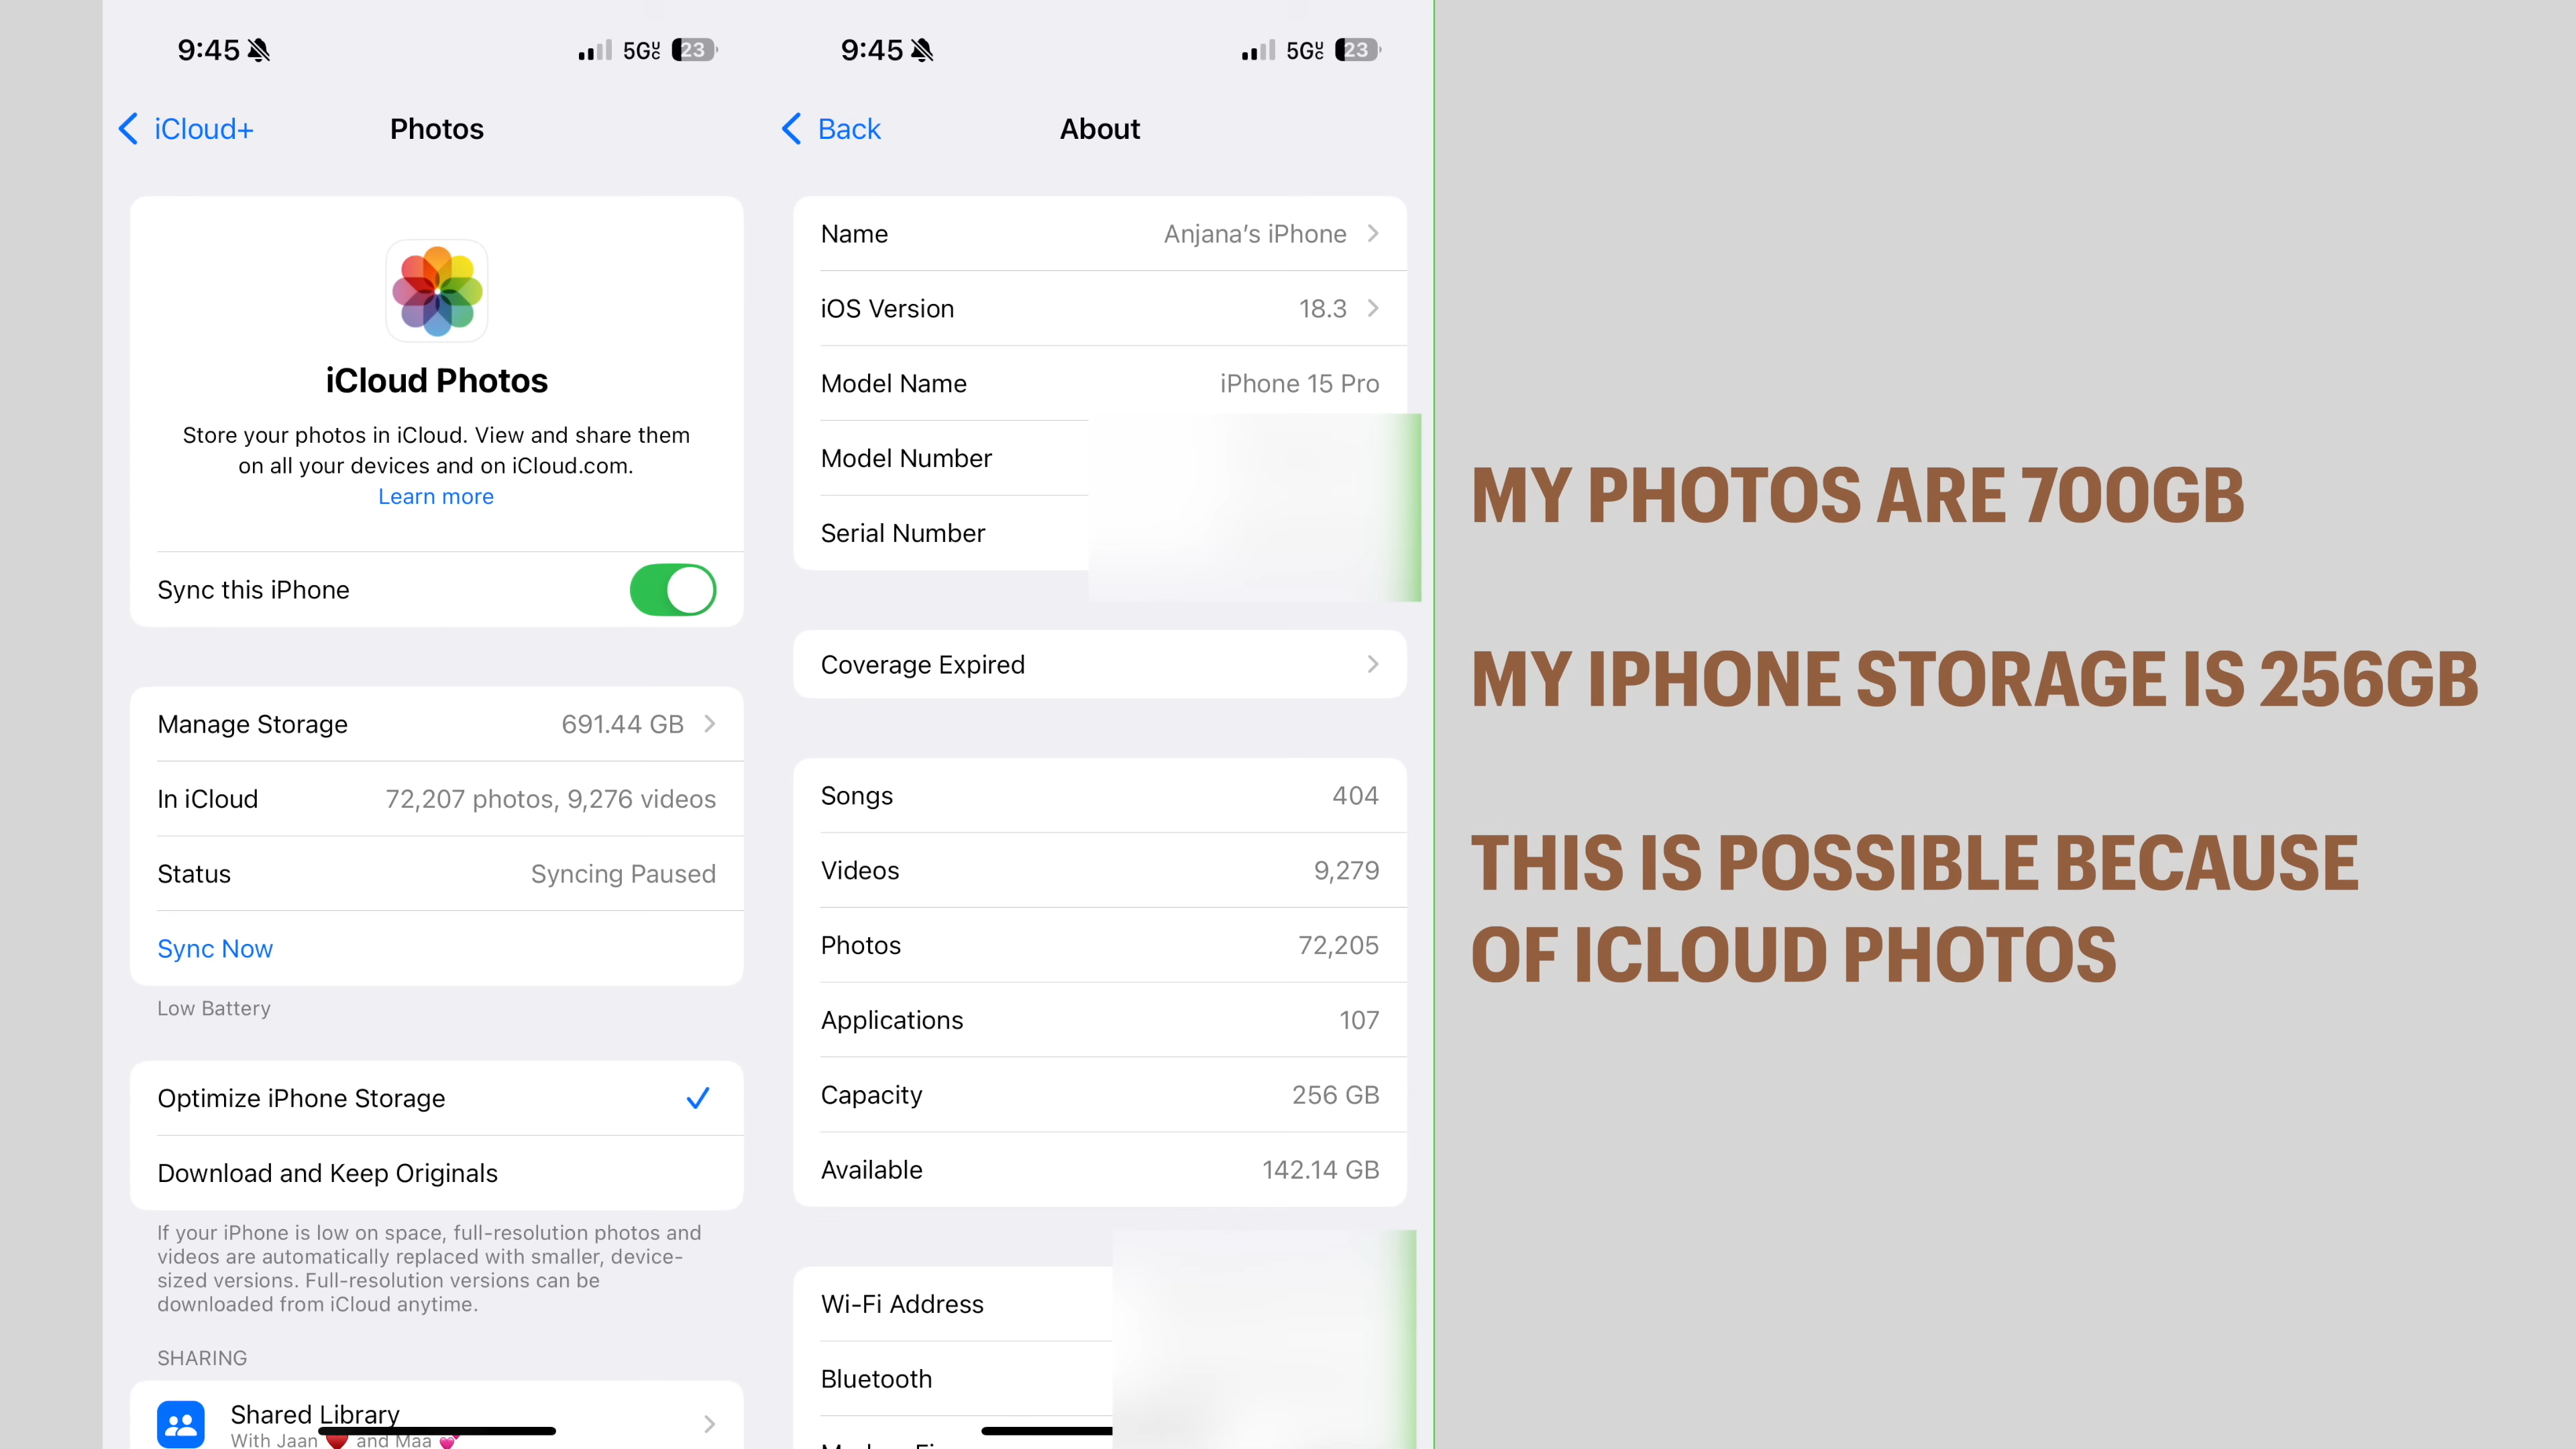 9:45
5GUC 23
iCloud+ Photos
iCloud Photos
Store your photos in iCloud. View and share them
on all your devices and on iCloud.com.
Learn more
Sync this iPhone
Manage Storage 691.44 GB
In iCloud 72,207 photos, 9,276 videos
Status Syncing Paused
Sync Now
Low Battery
Optimize iPhone Storage
Download and Keep Originals
If your iPhone is low on space, full-resolution photos and
videos are automatically replaced with smaller, device-
sized versions. Full-resolution versions can be
downloaded from iCloud anytime.
SHARING
Shared Library
With Jaan ❤️ and Maa 💕
9:45
5GUC 23
Back About
Name Anjana's iPhone
iOS Version 18.3
Model Name iPhone 15 Pro
Model Number
Serial Number
Coverage Expired
Songs 404
Videos 9,279
Photos 72,205
Applications 107
Capacity 256 GB
Available 142.14 GB
Wi-Fi Address
Bluetooth
MY PHOTOS ARE 700GB
MY IPHONE STORAGE IS 256GB
THIS IS POSSIBLE BECAUSE
OF ICLOUD PHOTOS